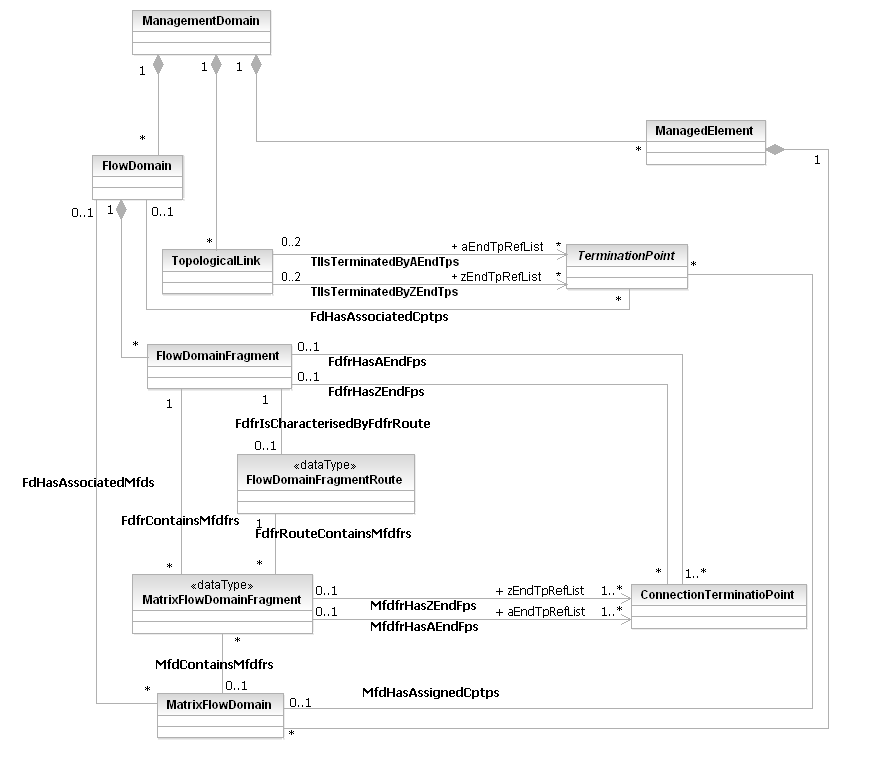 ManagementDomain
1
1
1
*
ManagedElement
*
1
FlowDomain
0..1
1
0..1
*
TopologicalLink
0..2
+ aEndTpRefList
*
TlIsTerminatedByAEndTps
0..2
+ zEndTpRefList
*
TlIsTerminatedByZEndTps
TerminationPoint
*
*
FdHasAssociatedCptps
*
FlowDomainFragment
0..1
FdfrHasAEndFps
0..1
FdfrHasZEndFps
1
1
FdfrIsCharacterisedByFdfrRoute
0..1
«dataType»
FlowDomainFragmentRoute
FdHasAssociatedMfds
FdfrContainsMfdfrs
1
FdfrRouteContainsMfdfrs
*
*
*
1..*
«dataType»
MatrixFlowDomainFragment
0..1
+ zEndTpRefList
1..*
MfdfrHasZEndFps
0..1
+ aEndTpRefList
1..*
MfdfrHasAEndFps
ConnectionTerminatioPoint
*
MfdContainsMfdfrs
0..1
*
MatrixFlowDomain
0..1
MfdHasAssignedCptps
*